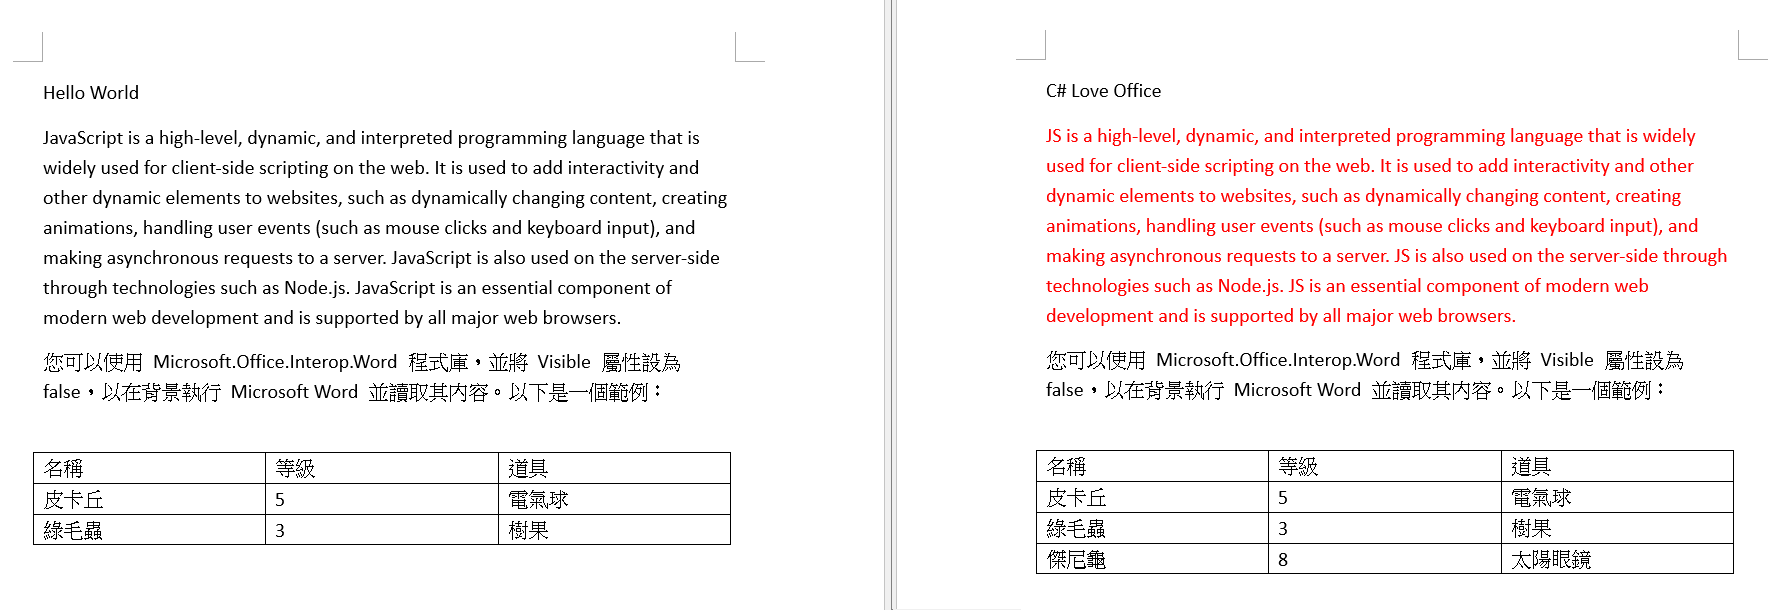 Hello World
JavaScript is a high-level, dynamic, and interpreted programming language that is
widely used for client-side scripting on the web. It is used to add interactivity and
other dynamic elements to websites, such as dynamically changing content, creating
animations, handling user events (such as mouse clicks and keyboard input), and
making asynchronous requests to a server. JavaScript is also used on the server-side
through technologies such as Node.js. JavaScript is an essential component of
modern web development and is supported by all major web browsers.
您可以使用 Microsoft.Office.Interop.Word 程式庫，並將 Visible 屬性設為
false，以在背景執行 Microsoft Word 並讀取其內容。以下是一個範例：
名稱 等級 道具
皮卡丘 5 電氣球
綠毛蟲 3 樹果
C# Love Office
JS is a high-level, dynamic, and interpreted programming language that is widely
used for client-side scripting on the web. It is used to add interactivity and other
dynamic elements to websites, such as dynamically changing content, creating
animations, handling user events (such as mouse clicks and keyboard input), and
making asynchronous requests to a server. JS is also used on the server-side through
technologies such as Node.js. JS is an essential component of modern web
development and is supported by all major web browsers.
您可以使用 Microsoft.Office.Interop.Word 程式庫，並將 Visible 屬性設為
false，以在背景執行 Microsoft Word 並讀取其內容。以下是一個範例：
名稱 等級 道具
皮卡丘 5 電氣球
綠毛蟲 3 樹果
傑尼龜 8 太陽眼鏡